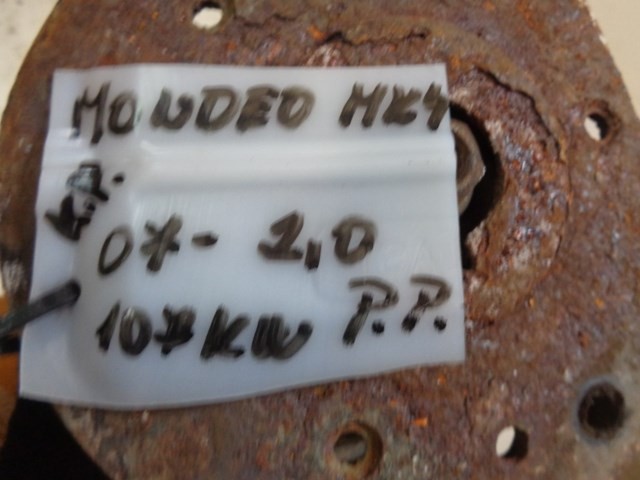 MONDEO MK4
K.P.
07- 2,0
107KW P.P.